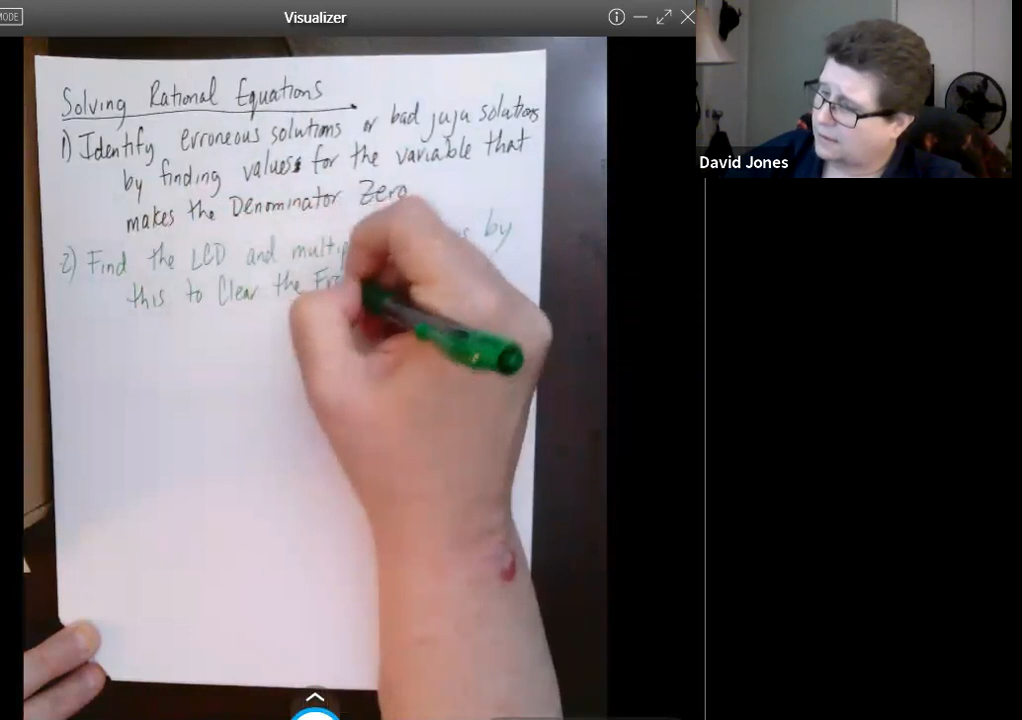 MODE
Visualizer
David Jones
Solving Rational Equations
1) Identify erroneous solutions or bad juju solutions
by finding values for the variable that
makes the Denominator Zero
2) Find the LCD and by
this to Clear the